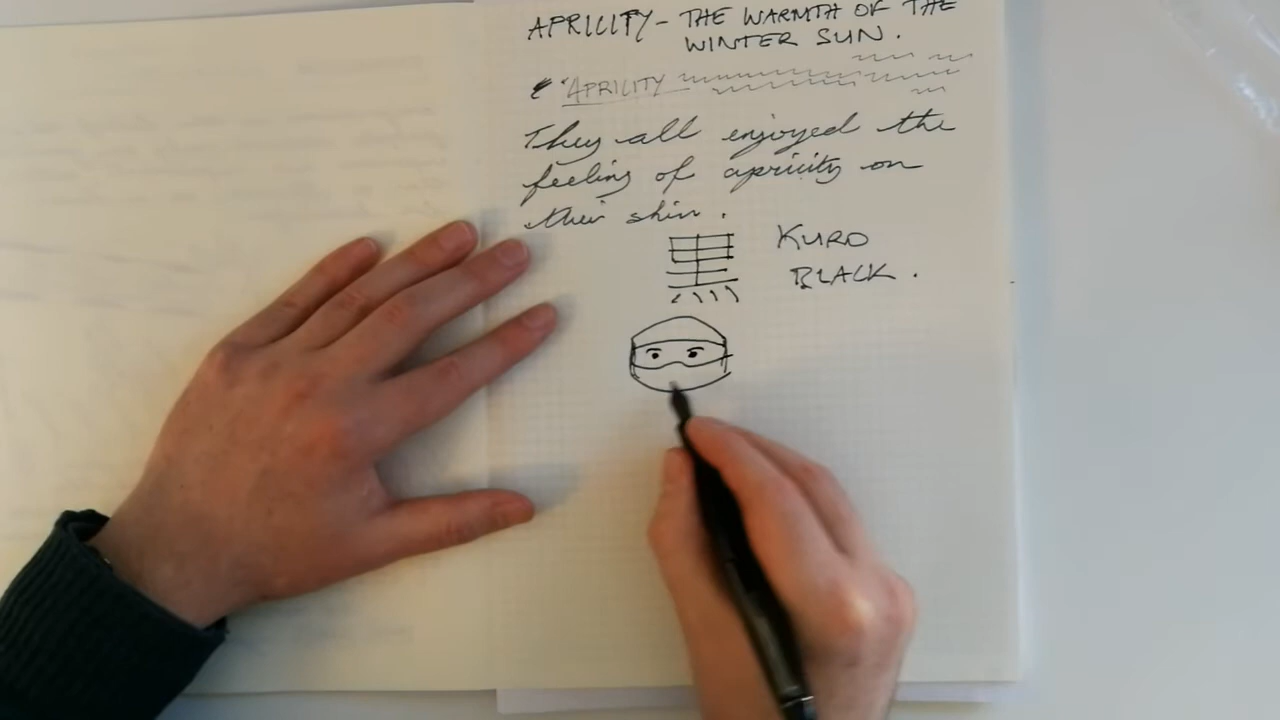 APRICITY - THE WARMTH OF THE
WINTER SUN.
"APRILITY
They all enjoyed the
feeling of apricity on
their skin.
黒 KURO
BLACK.